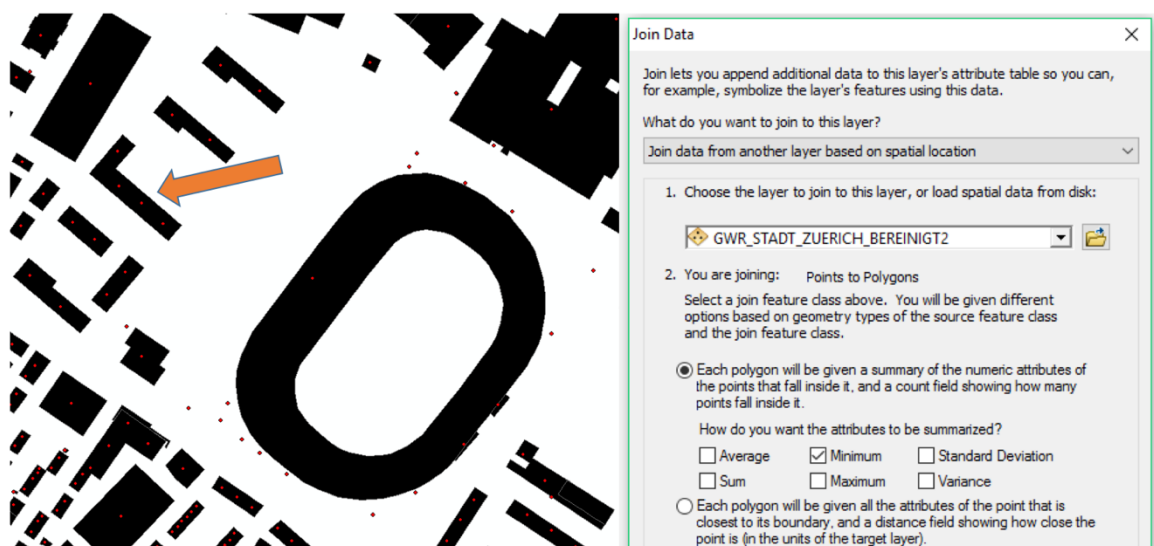 Join Data
Join lets you append additional data to this layer's attribute table so you can,
for example, symbolize the layer's features using this data.
What do you want to join to this layer?
Join data from another layer based on spatial location
1. Choose the layer to join to this layer, or load spatial data from disk:
GWR_STADT_ZUERICH_BEREINIGT2
2. You are joining: Points to Polygons
Select a join feature class above. You will be given different
options based on geometry types of the source feature class
and the join feature class.
Each polygon will be given a summary of the numeric attributes of
the points that fall inside it, and a count field showing how many
points fall inside it.
How do you want the attributes to be summarized?
Average Minimum Standard Deviation
Sum Maximum Variance
Each polygon will be given all the attributes of the point that is
closest to its boundary, and a distance field showing how close the
point is (in the units of the target layer).